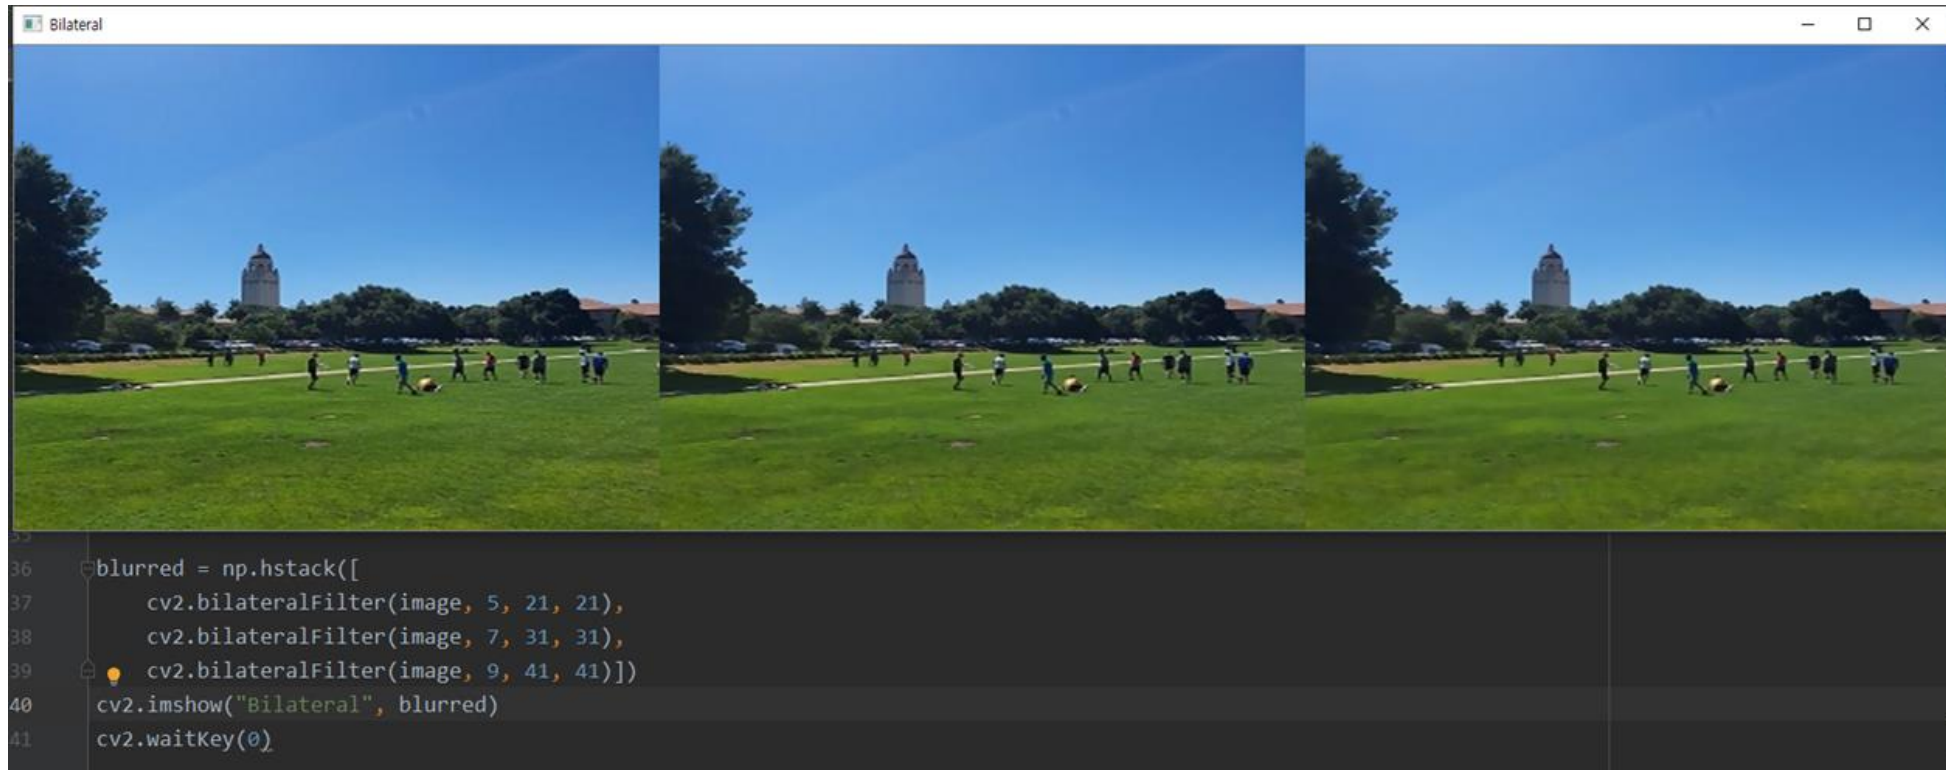 Bilateral
35
36 blurred = np.hstack([
37 cv2.bilateralFilter(image, 5, 21, 21),
38 cv2.bilateralFilter(image, 7, 31, 31),
39 cv2.bilateralFilter(image, 9, 41, 41)])
40 cv2.imshow("Bilateral", blurred)
41 cv2.waitKey(0)